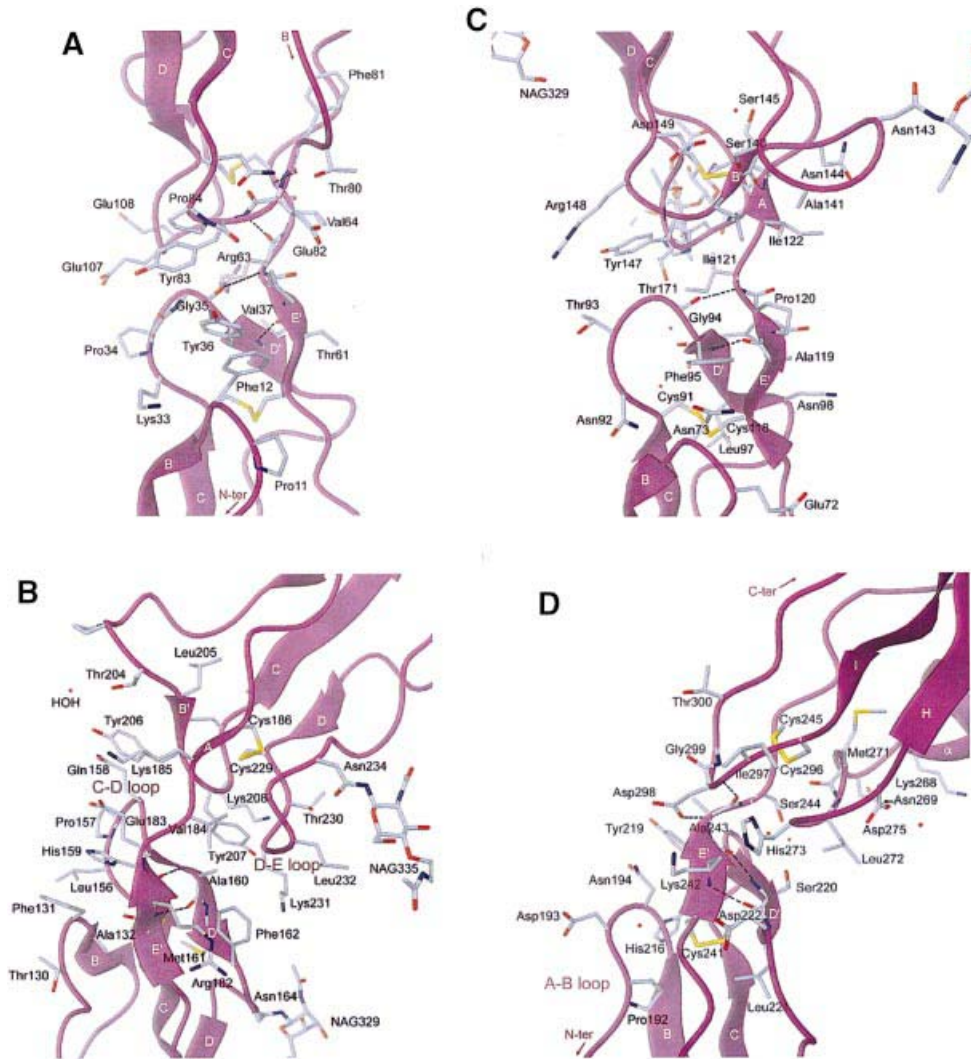 A
B
D
C
Phe81
Thr80
Pro84
Val64
Glu108
Glu82
Arg63
Glu107
Tyr83
Gly35
Val37
E'
Pro34
Tyr36
D'
Thr61
Phe12
Lys33
B
C
Pro11
N-ter
C
D
C
NAG329
Ser145
Asp149
Asn143
B'
Asn144
A
Ala141
Arg148
Ile122
Tyr147
Ile121
Thr171
Pro120
Thr93
Gly94
Ala119
Phe95
D'
E'
Cys91
Asn98
Asn92
Asn73
Cys118
Leu97
B
C
Glu72
B
Leu205
C
Thr204
HOH
B'
Cys186
D
Tyr206
A
Gln158
Lys185
Cys229
Asn234
C-D loop
Lys208
Glu183
Thr230
Pro157
Val184
Tyr207
D-E loop
His159
NAG335
Leu156
Ala160
Leu232
Lys231
Phe131
Ala132
D
Phe162
B
E'
Met161
Thr130
Arg182
Asn164
C
NAG329
D
D
C-ter
I
Thr300
H
Cys245
Gly299
Met271
α
Ile297
Cys296
Lys268
Asp298
Asn269
Ser244
Tyr219
Ala243
Asp275
His273
E'
Leu272
Asn194
Lys242
Ser220
Asp193
Asp222
D'
His216
Cys241
A-B loop
Pro192
B
C
N-ter